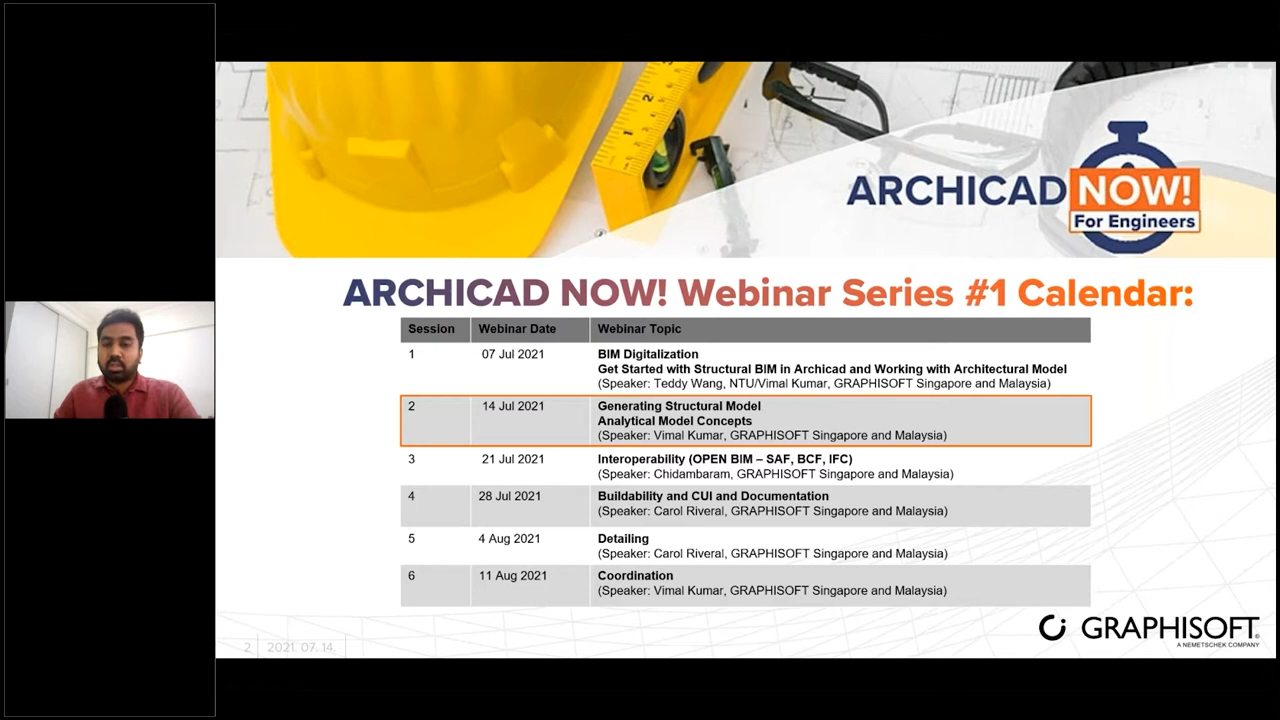 ARCHICAD NOW!
For Engineers
ARCHICAD NOW! Webinar Series #1 Calendar:
Session Webinar Date Webinar Topic
1 07 Jul 2021 BIM Digitalization
Get Started with Structural BIM in Archicad and Working with Architectural Model
(Speaker: Teddy Wang, NTU/Vimal Kumar, GRAPHISOFT Singapore and Malaysia)
2 14 Jul 2021 Generating Structural Model
Analytical Model Concepts
(Speaker: Vimal Kumar, GRAPHISOFT Singapore and Malaysia)
3 21 Jul 2021 Interoperability (OPEN BIM – SAF, BCF, IFC)
(Speaker: Chidambaram, GRAPHISOFT Singapore and Malaysia)
4 28 Jul 2021 Buildability and CUI and Documentation
(Speaker: Carol Riveral, GRAPHISOFT Singapore and Malaysia)
5 4 Aug 2021 Detailing
(Speaker: Carol Riveral, GRAPHISOFT Singapore and Malaysia)
6 11 Aug 2021 Coordination
(Speaker: Vimal Kumar, GRAPHISOFT Singapore and Malaysia)
GRAPHISOFT®
A NEMETSCHEK COMPANY
2 2021. 07. 14.